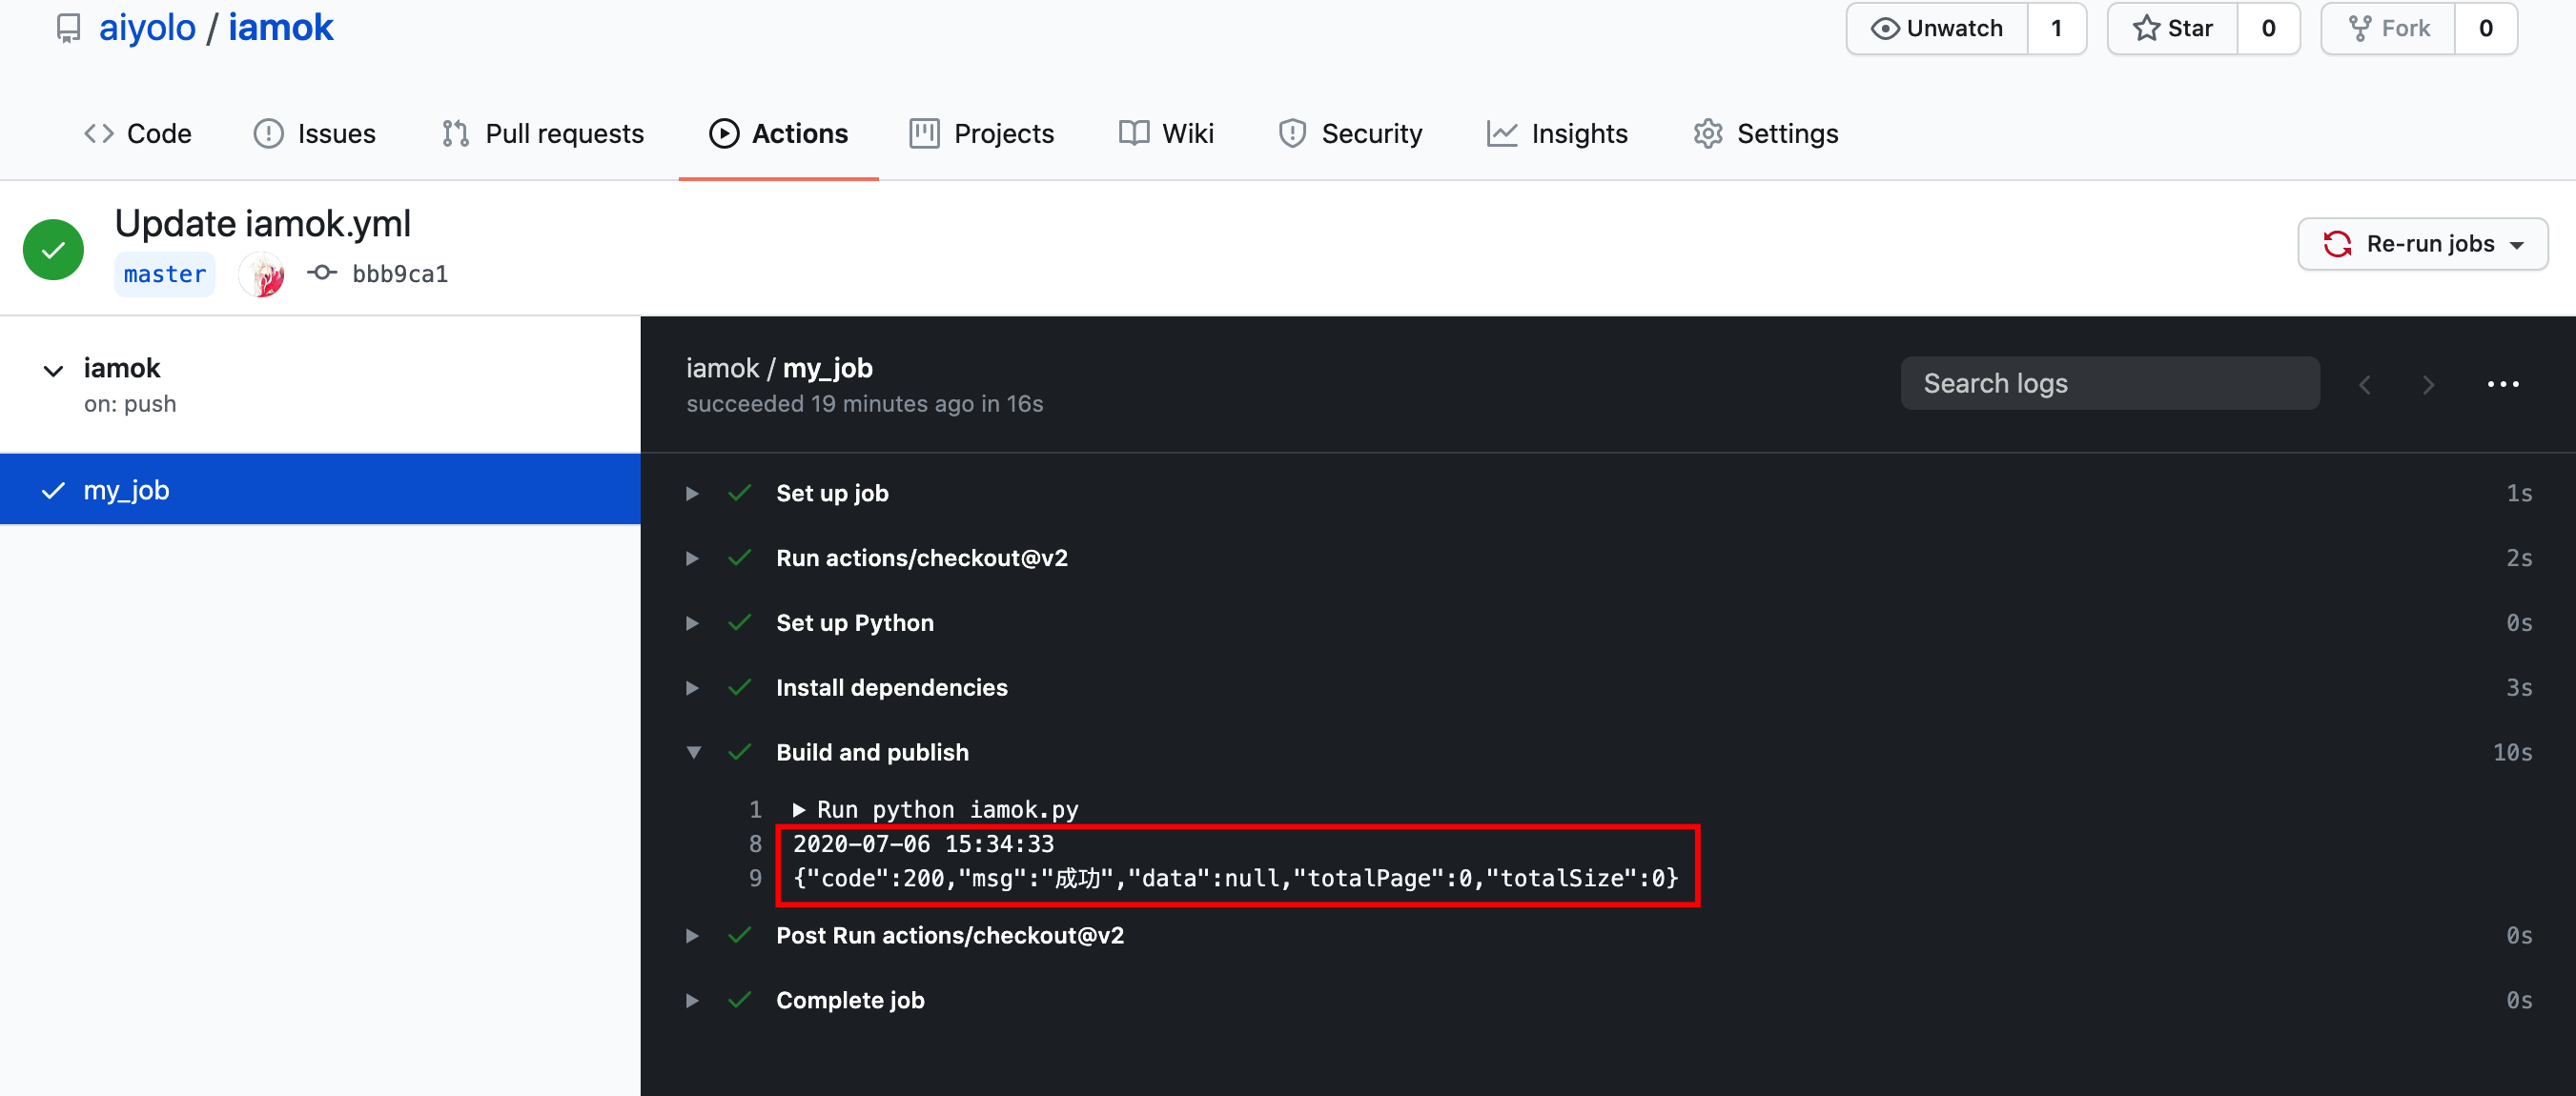 aiyolo / iamok
Unwatch 1 Star 0 Fork 0
Code Issues Pull requests Actions Projects Wiki Security Insights Settings
Update iamok.yml
master bbb9ca1
Re-run jobs
iamok
on: push
my_job
iamok / my_job
succeeded 19 minutes ago in 16s
Search logs
Set up job 1s
Run actions/checkout@v2 2s
Set up Python 0s
Install dependencies 3s
Build and publish 10s
1 Run python iamok.py
8 2020-07-06 15:34:33
9 {"code":200,"msg":"成功","data":null,"totalPage":0,"totalSize":0}
Post Run actions/checkout@v2 0s
Complete job 0s